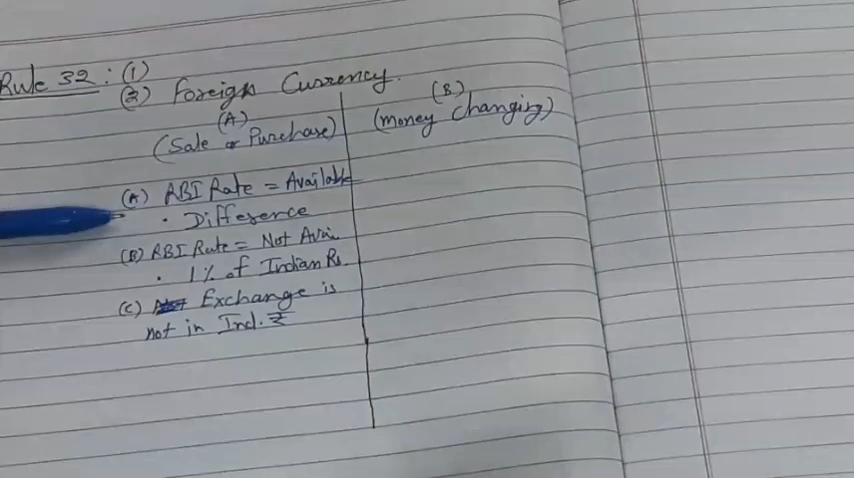 Rule 32 : (1)
(2) Foreign Currency.
(A)
(Sale or Purchase)
(B)
(money changing)
(A) RBI Rate = Available
· Difference
(B) RBI Rate = Not Avai.
· 1% of Indian Rs
(C) Exchange is
not in Ind. ₹